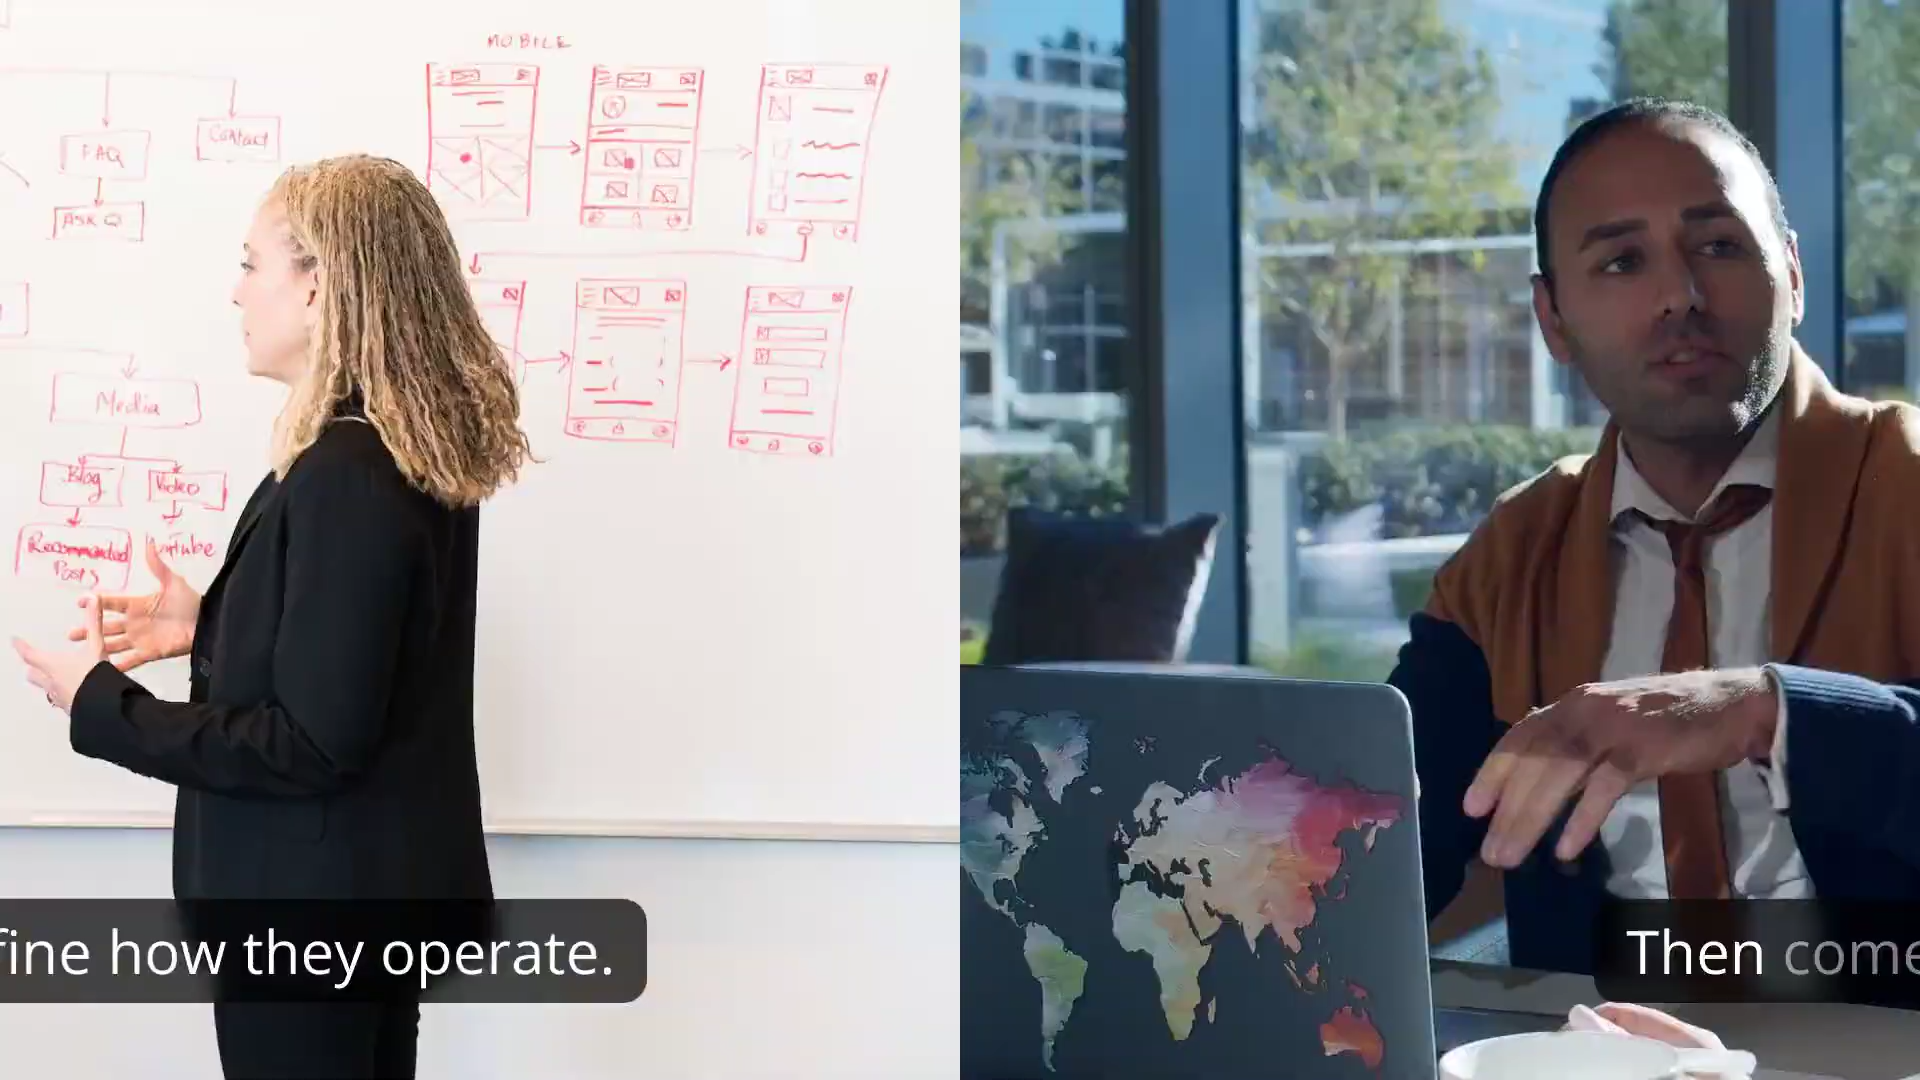 MOBILE
FAQ
Contact
ASK Q
Media
Blog
Video
Recommended
Posts
fine how they operate.
Then come